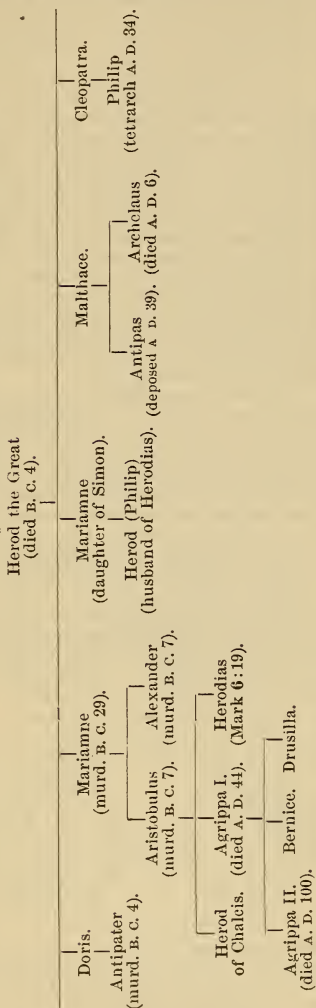 Herod the Great
(died B. C. 4).
Doris.
Antipater
(murd. B. C. 4).
Mariamne
(murd. B. C. 29).
Aristobulus
(murd. B. C. 7).
Alexander
(murd. B. C. 7).
Herod
of Chalcis.
Agrippa I.
(died A. D. 44).
Herodias
(Mark 6:19).
Agrippa II.
(died A. D. 100).
Bernice.
Drusilla.
Mariamne
(daughter of Simon).
Herod (Philip)
(husband of Herodias).
Malthace.
Antipas
(deposed A D. 39).
Archelaus
(died A. D. 6).
Cleopatra.
Philip
(tetrarch A. D. 34).